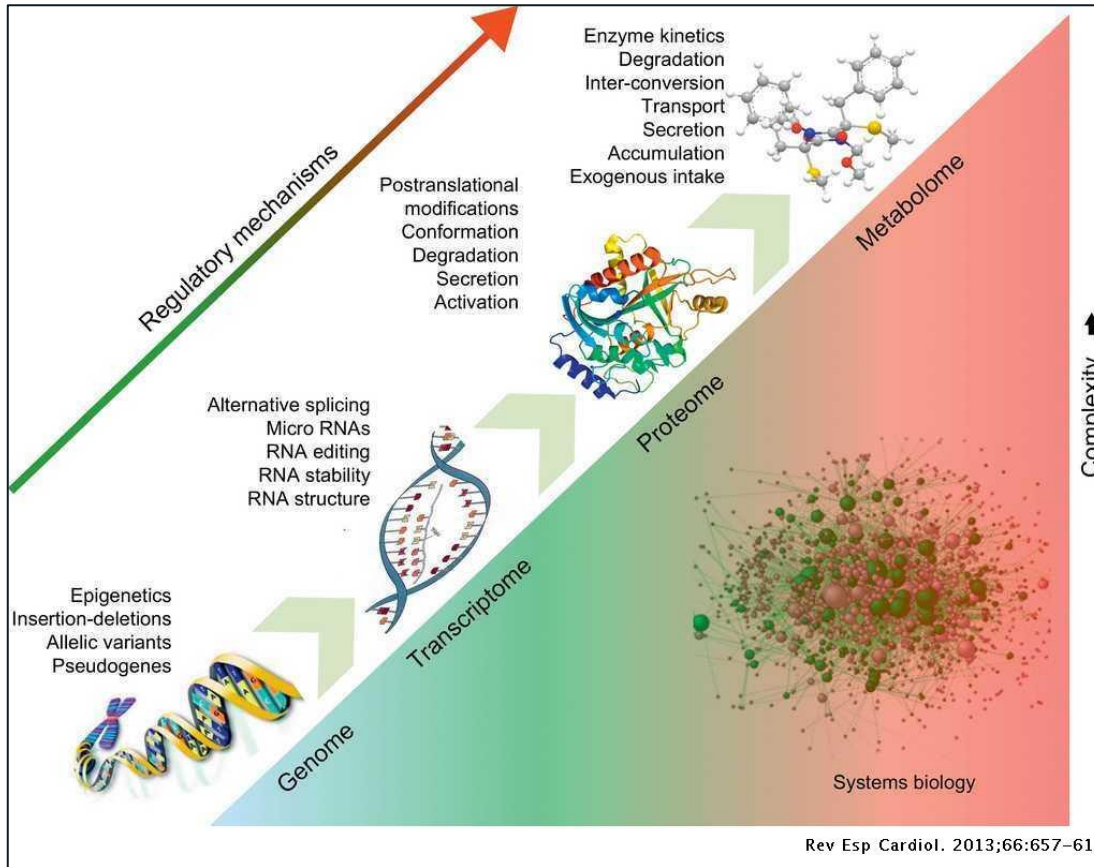 Enzyme kinetics
Degradation
Inter-conversion
Transport
Secretion
Accumulation
Exogenous intake
Regulatory mechanisms
Postranslational
modifications
Conformation
Degradation
Secretion
Activation
Metabolome
Complexity
Alternative splicing
Micro RNAs
RNA editing
RNA stability
RNA structure
Proteome
Epigenetics
Insertion-deletions
Allelic variants
Pseudogenes
Transcriptome
Genome
Systems biology
Rev Esp Cardiol. 2013;66:657-61